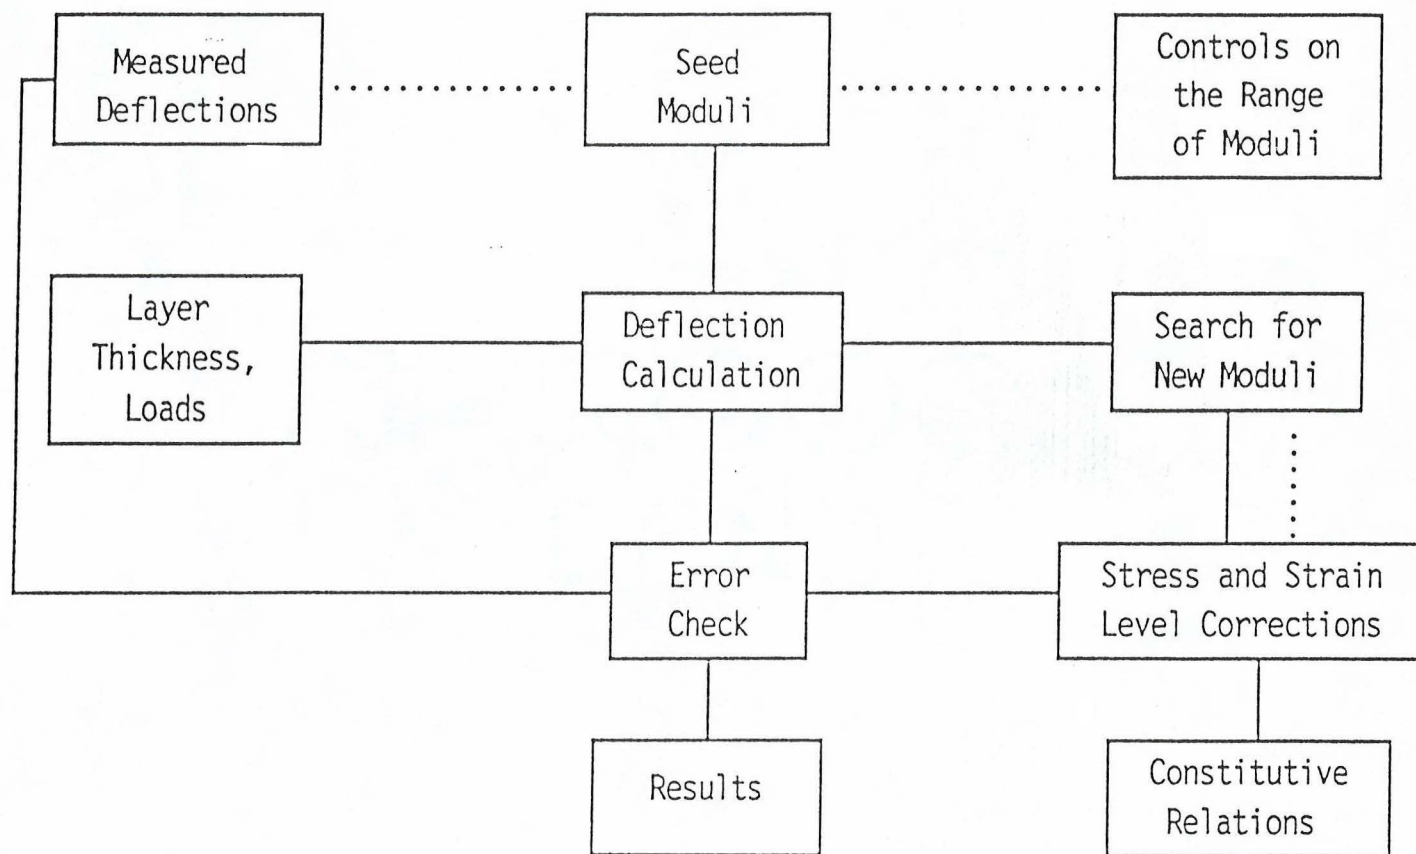 Measured
Deflections
Seed
Moduli
Controls on
the Range
of Moduli
Layer
Thickness,
Loads
Deflection
Calculation
Search for
New Moduli
Error
Check
Stress and Strain
Level Corrections
Results
Constitutive
Relations